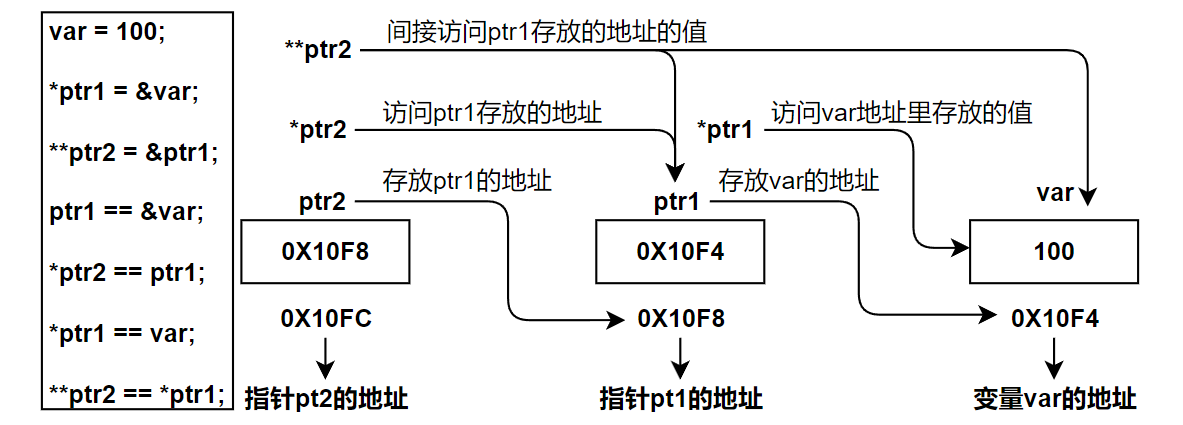 var = 100;
*ptr1 = &var;
**ptr2 = &ptr1;
ptr1 == &var;
*ptr2 == ptr1;
*ptr1 == var;
**ptr2 == *ptr1;
**ptr2 间接访问ptr1存放的地址的值
*ptr2 访问ptr1存放的地址
*ptr1 访问var地址里存放的值
ptr2 存放ptr1的地址
ptr1 存放var的地址
var
0X10F8
0X10F4
100
0X10FC
0X10F8
0X10F4
指针pt2的地址
指针pt1的地址
变量var的地址